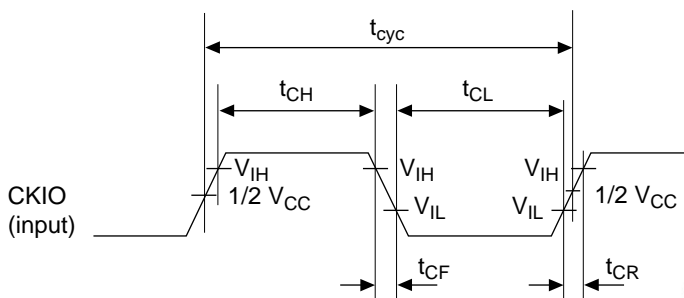 tcyc
tCH
tCL
VIH
VIH
VIH
CKIO
(input)
1/2 VCC
1/2 VCC
VIL
VIL
tCF
tCR